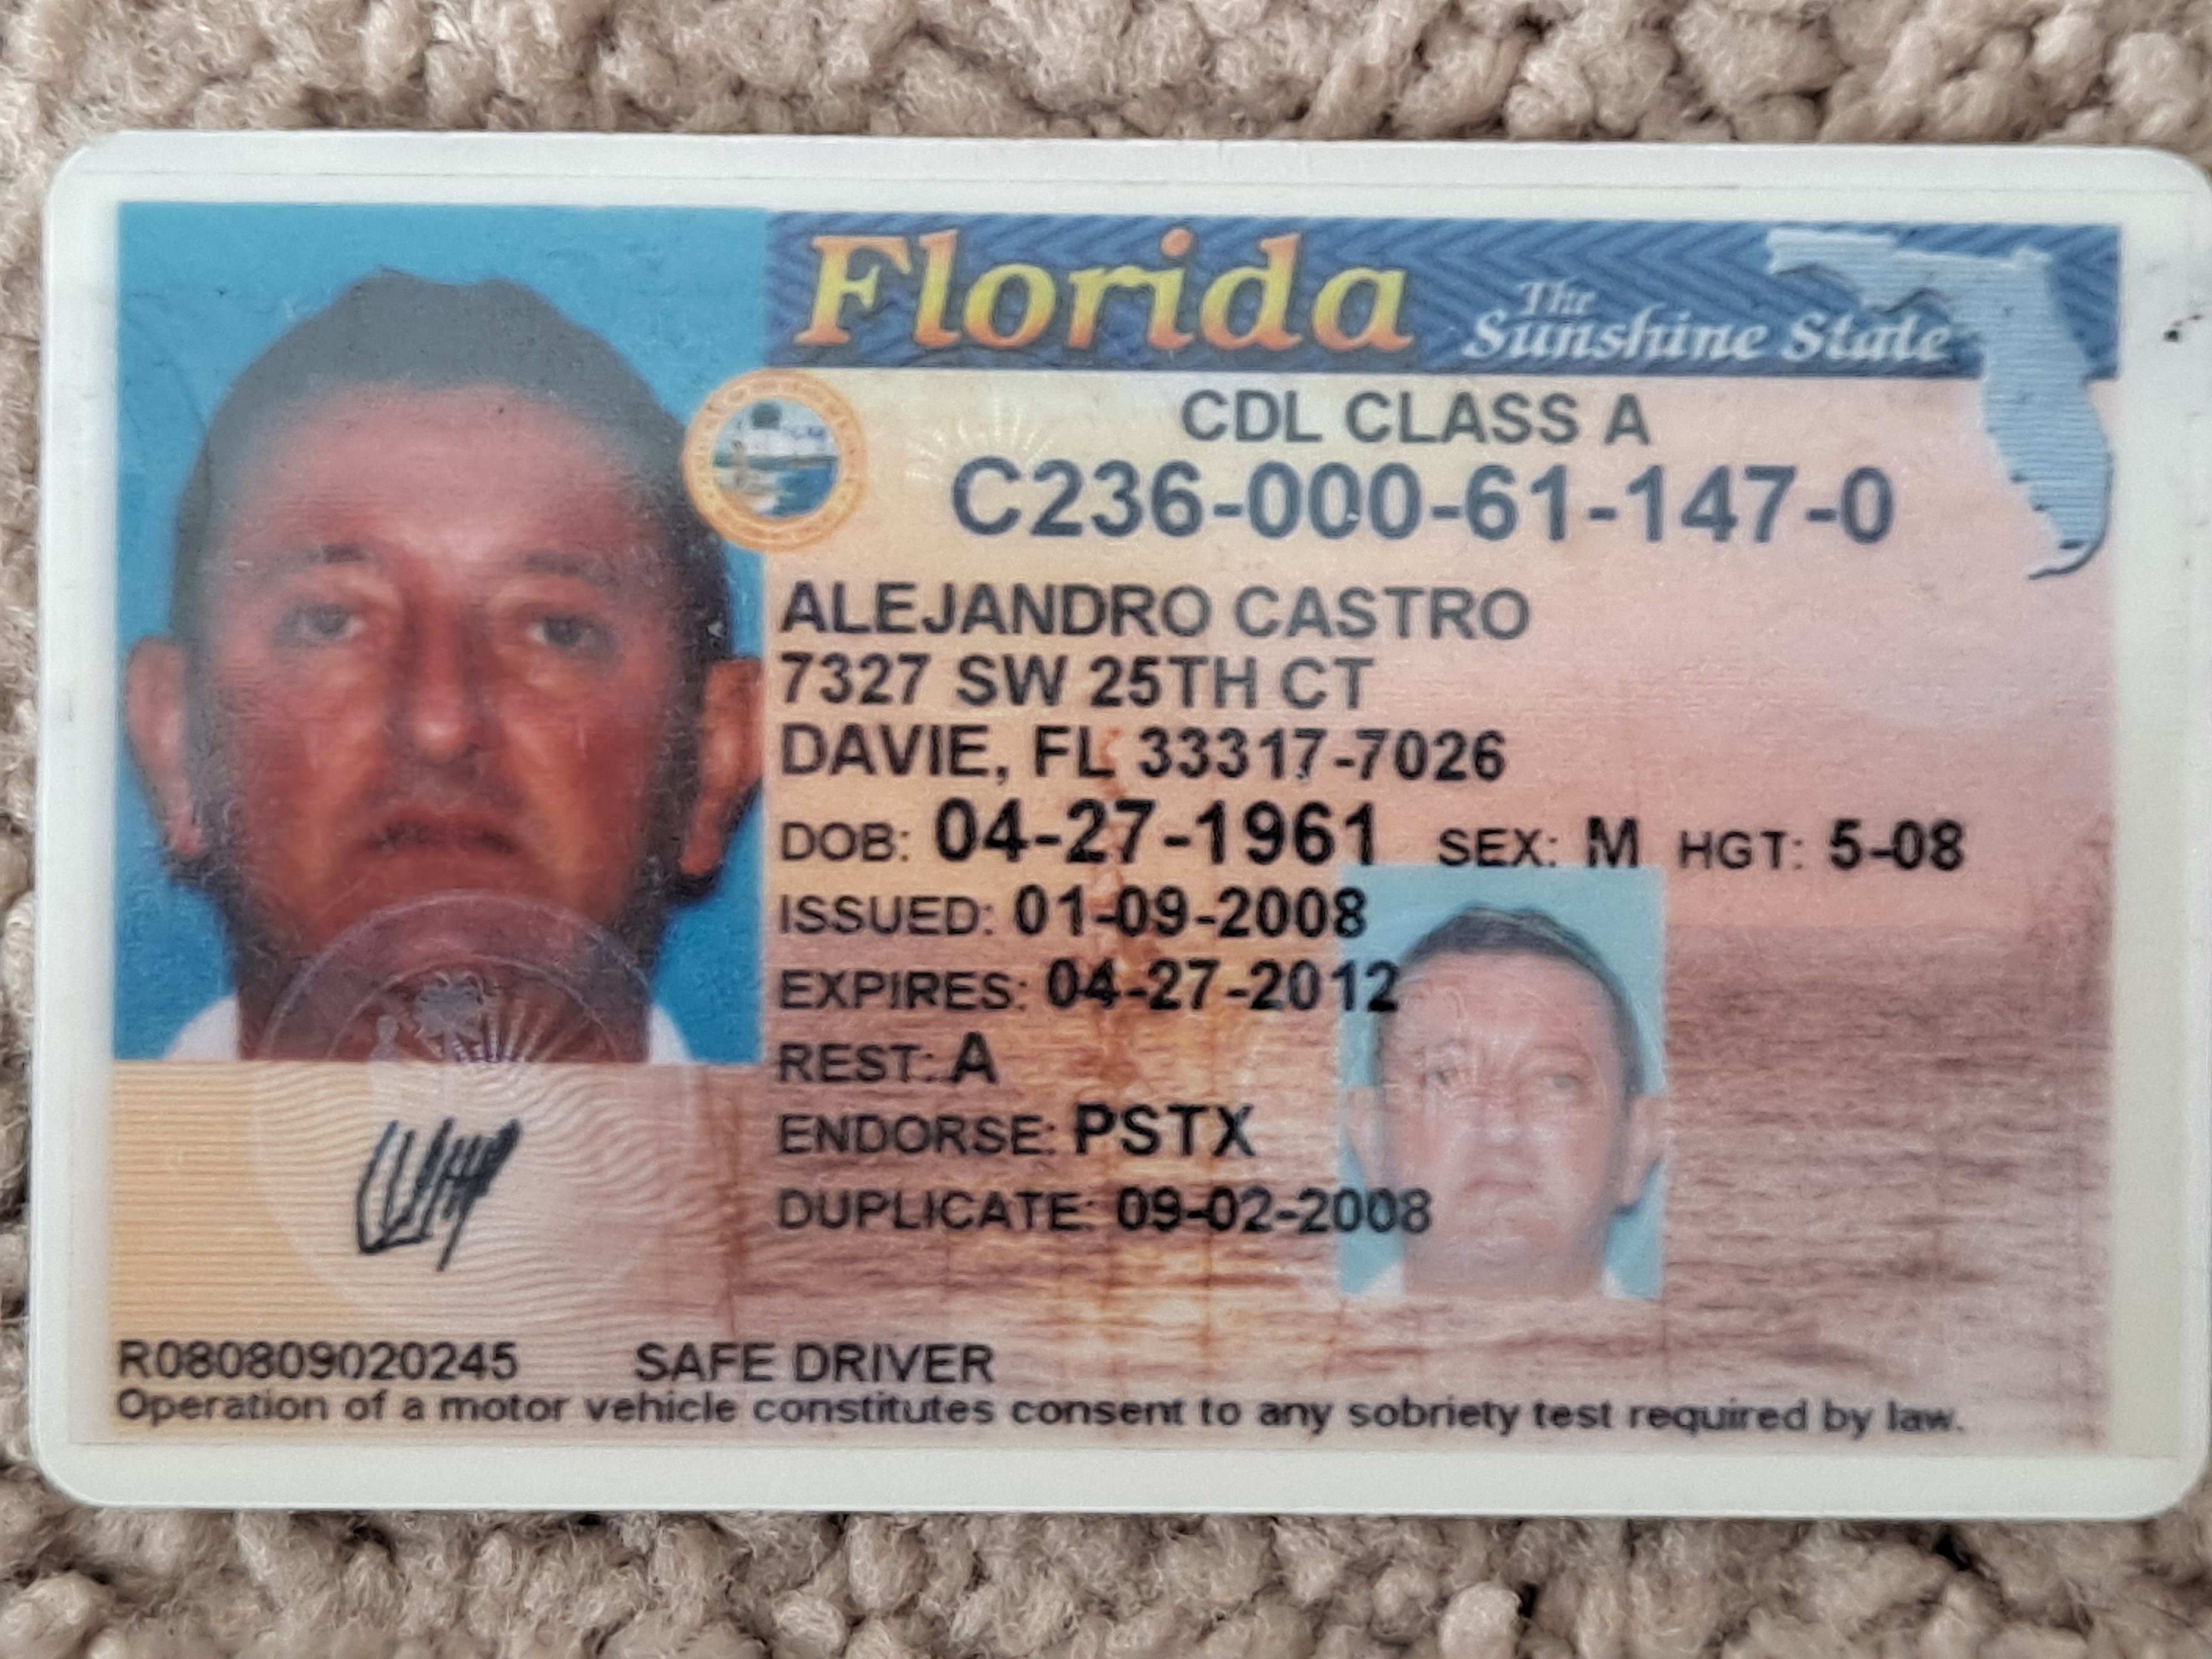 Florida The Sunshine State
CDL CLASS A
C236-000-61-147-0
ALEJANDRO CASTRO
7327 SW 25TH CT
DAVIE, FL 33317-7026
DOB: 04-27-1961 SEX: M HGT: 5-08
ISSUED: 01-09-2008
EXPIRES: 04-27-2012
REST: A
ENDORSE: PSTX
DUPLICATE: 09-02-2008
R080809020245 SAFE DRIVER
Operation of a motor vehicle constitutes consent to any sobriety test required by law.